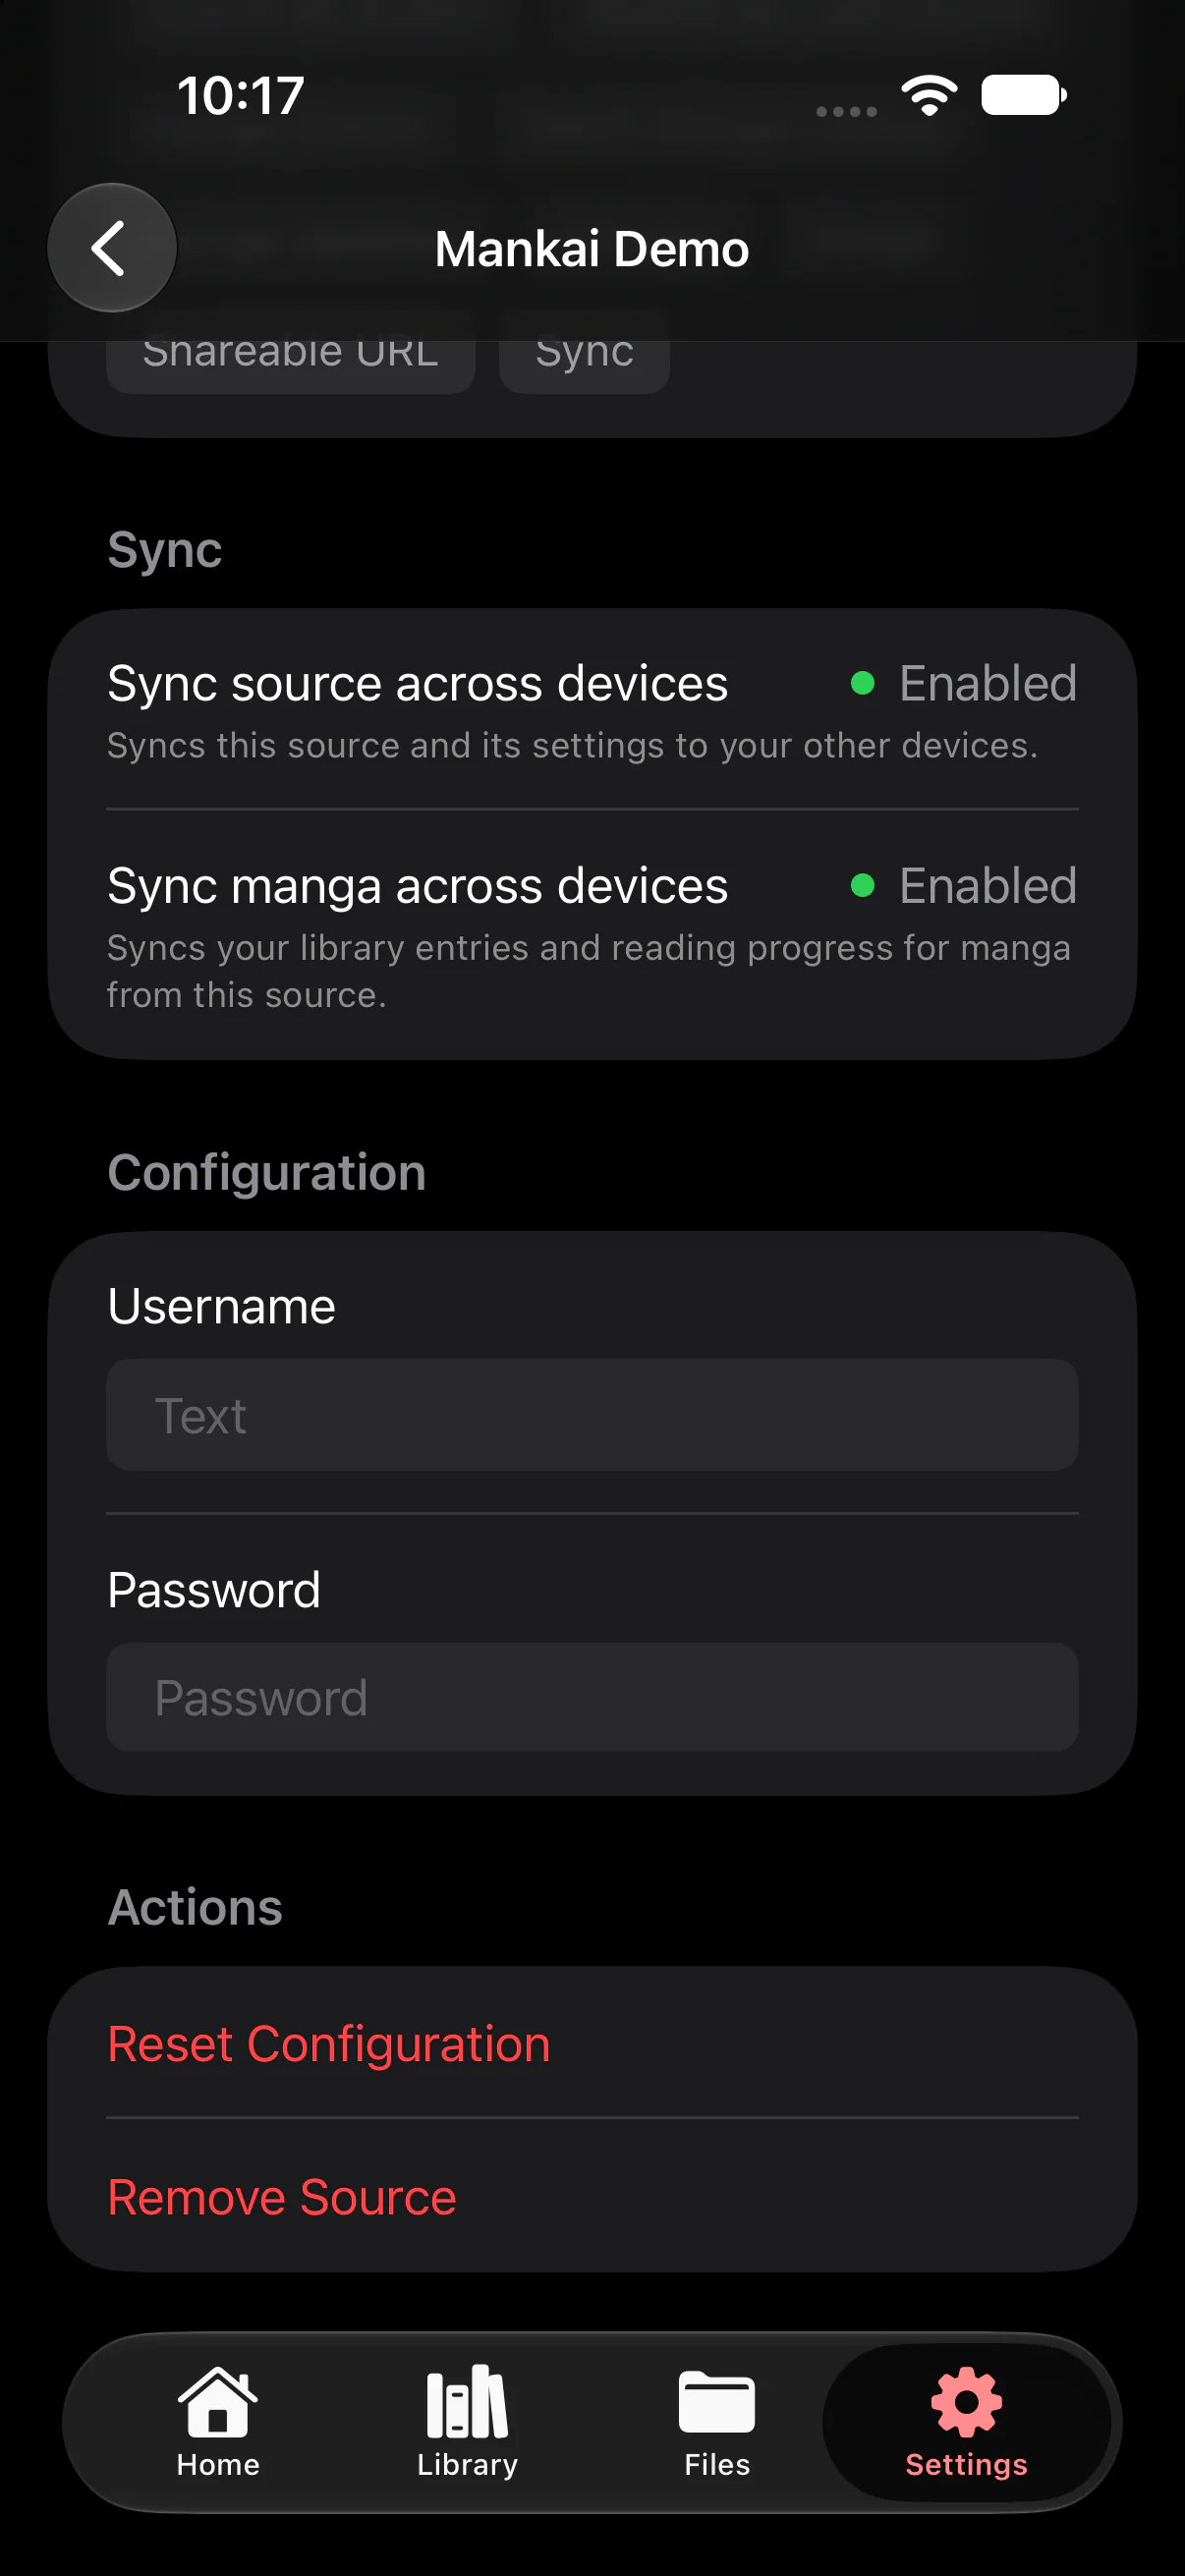 10:17
Mankai Demo
Shareable URL
Sync
Sync
Sync source across devices
Enabled
Syncs this source and its settings to your other devices.
Sync manga across devices
Enabled
Syncs your library entries and reading progress for manga
from this source.
Configuration
Username
Text
Password
Password
Actions
Reset Configuration
Remove Source
Home
Library
Files
Settings